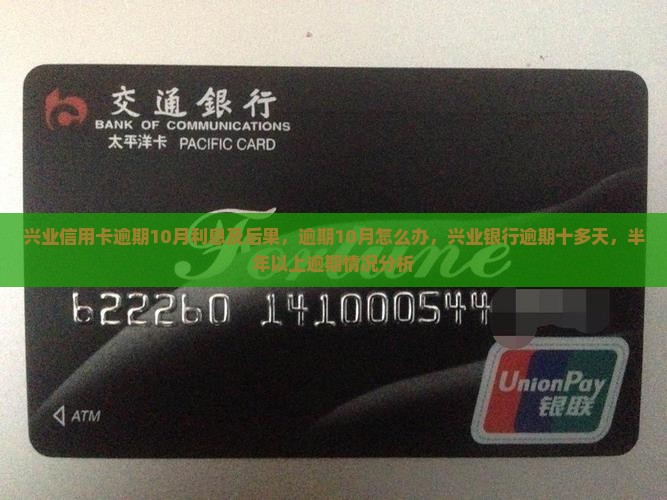 交通銀行
BANK OF COMMUNICATIONS
太平洋卡 PACIFIC CARD
Fortune
兴业信用卡逾期10月利息及后果，逾期10月怎么办，兴业银行逾期十多天，半
年以上逾期情况分析
622260 141000544
UnionPay
银联
ATM